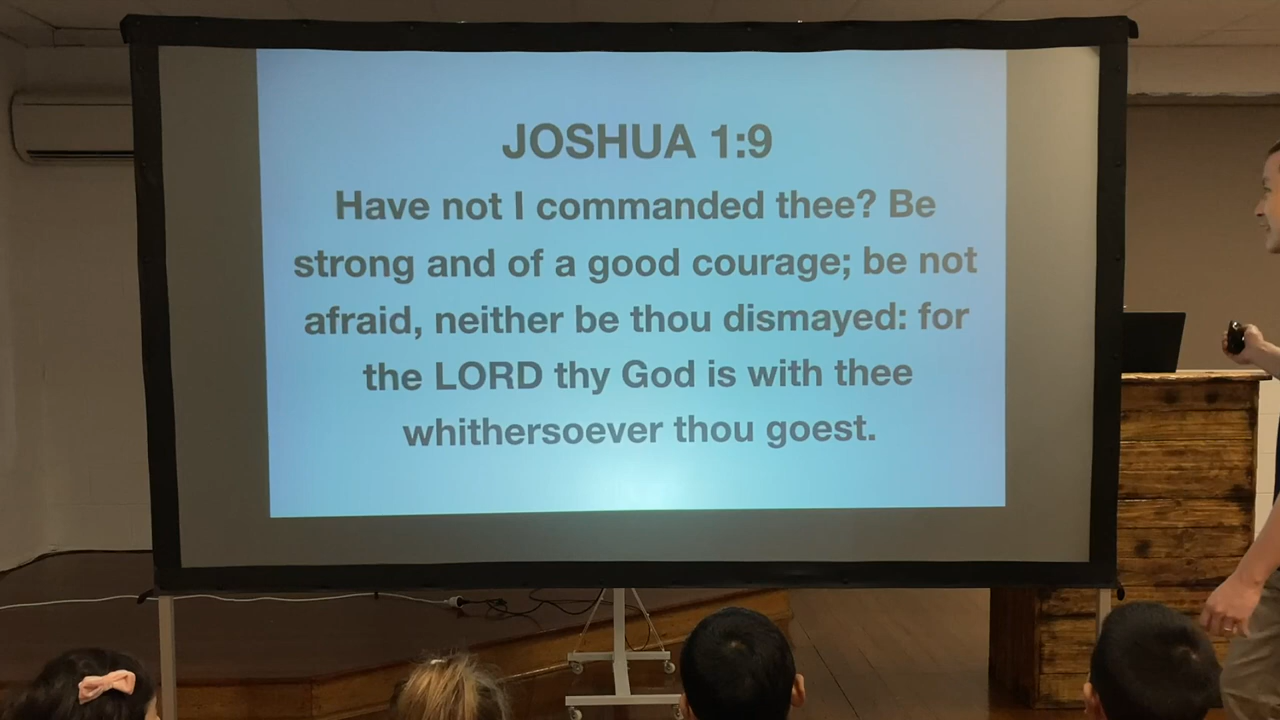 JOSHUA 1:9
Have not I commanded thee? Be
strong and of a good courage; be not
afraid, neither be thou dismayed: for
the LORD thy God is with thee
whithersoever thou goest.